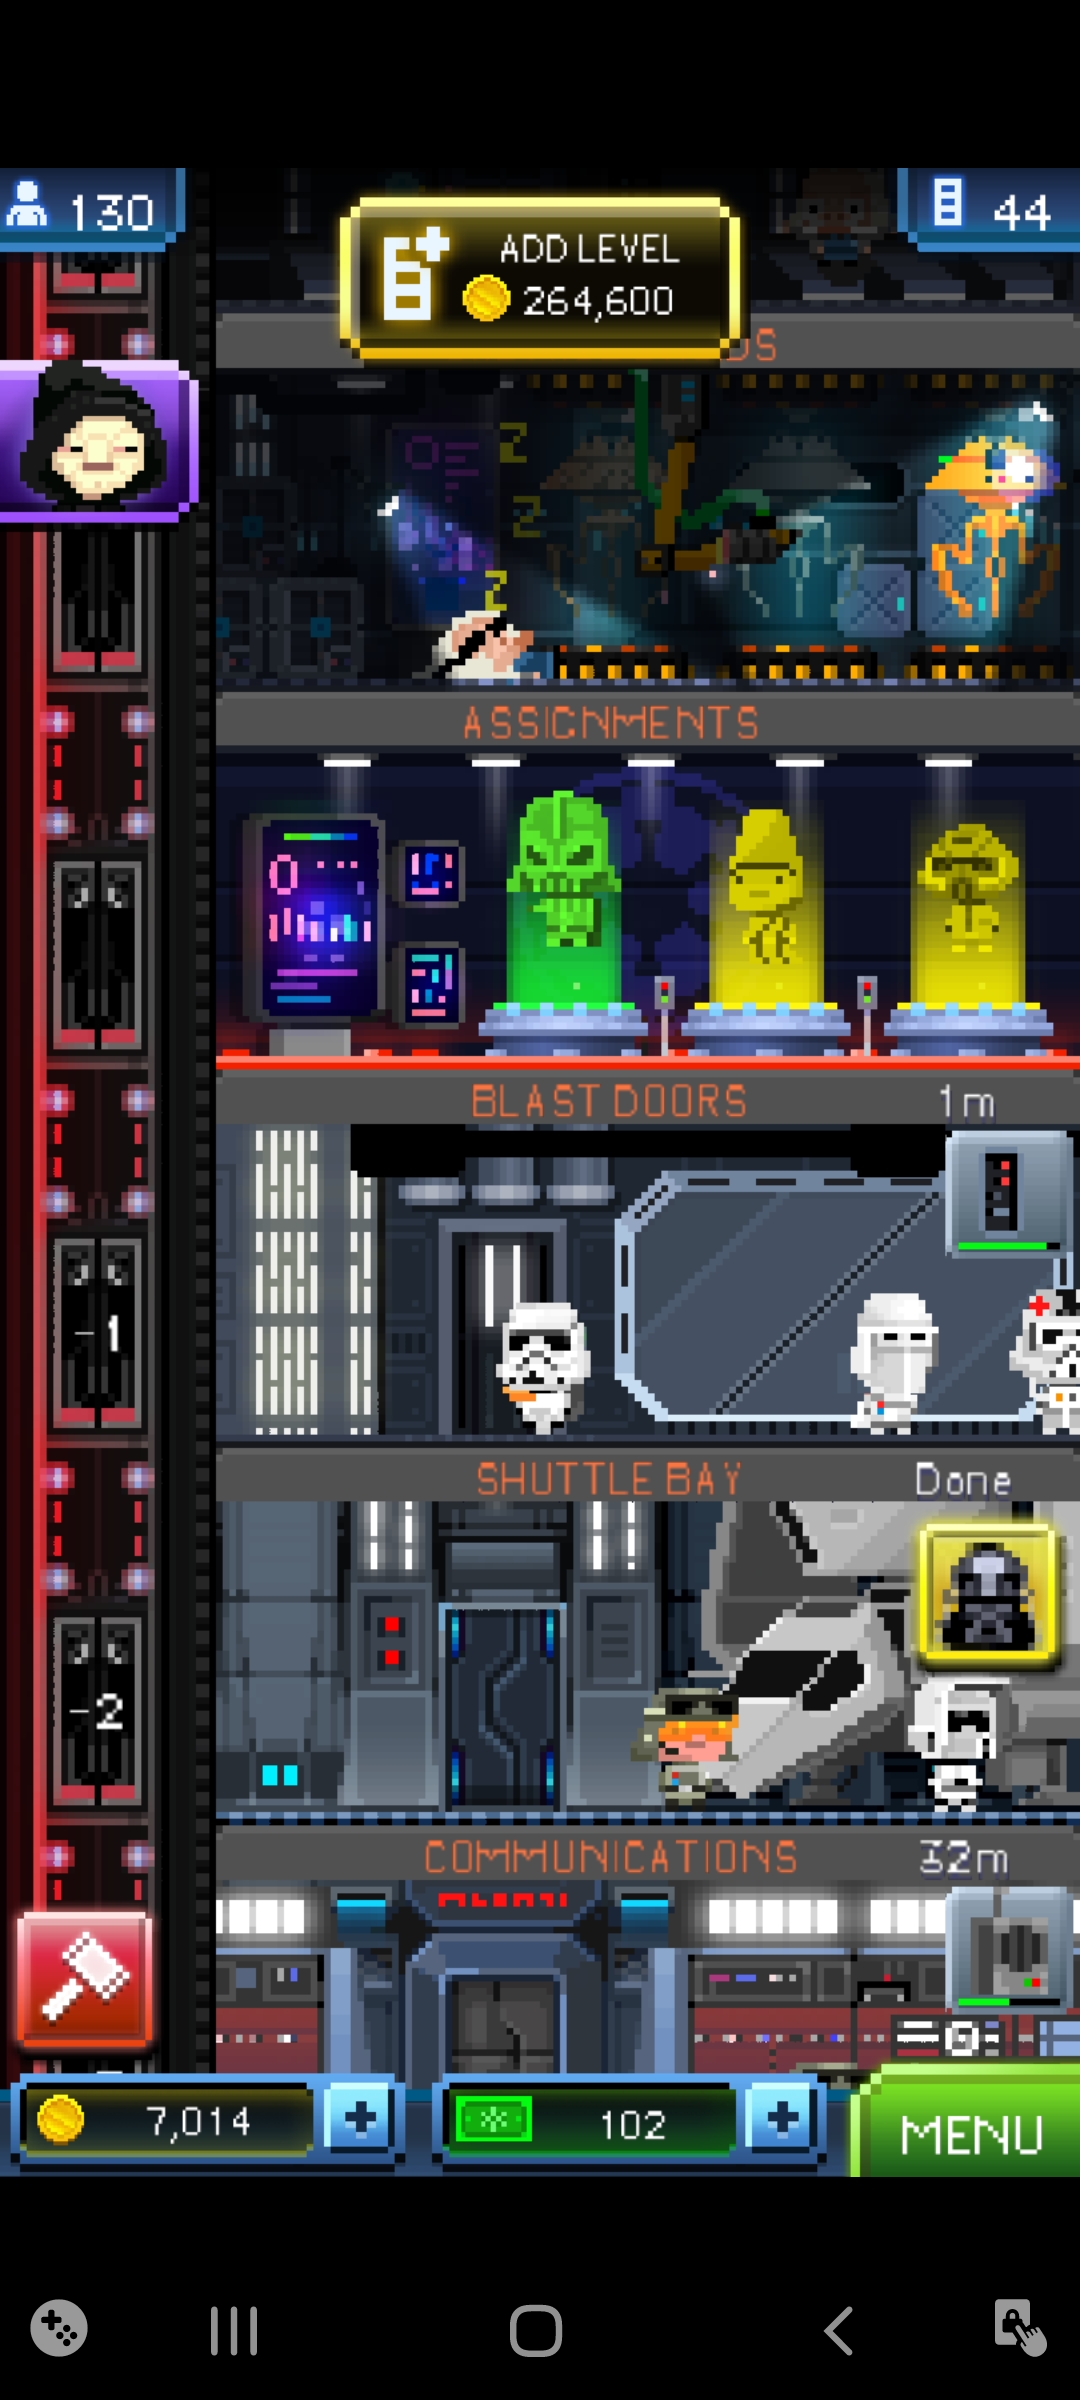 130
44
ADD LEVEL
264,600
DS
Z
Z
Z
ASSIGNMENTS
BLAST DOORS 1m
-1
SHUTTLE BAY Done
-2
COMMUNICATIONS 32m
7,014
102
MENU